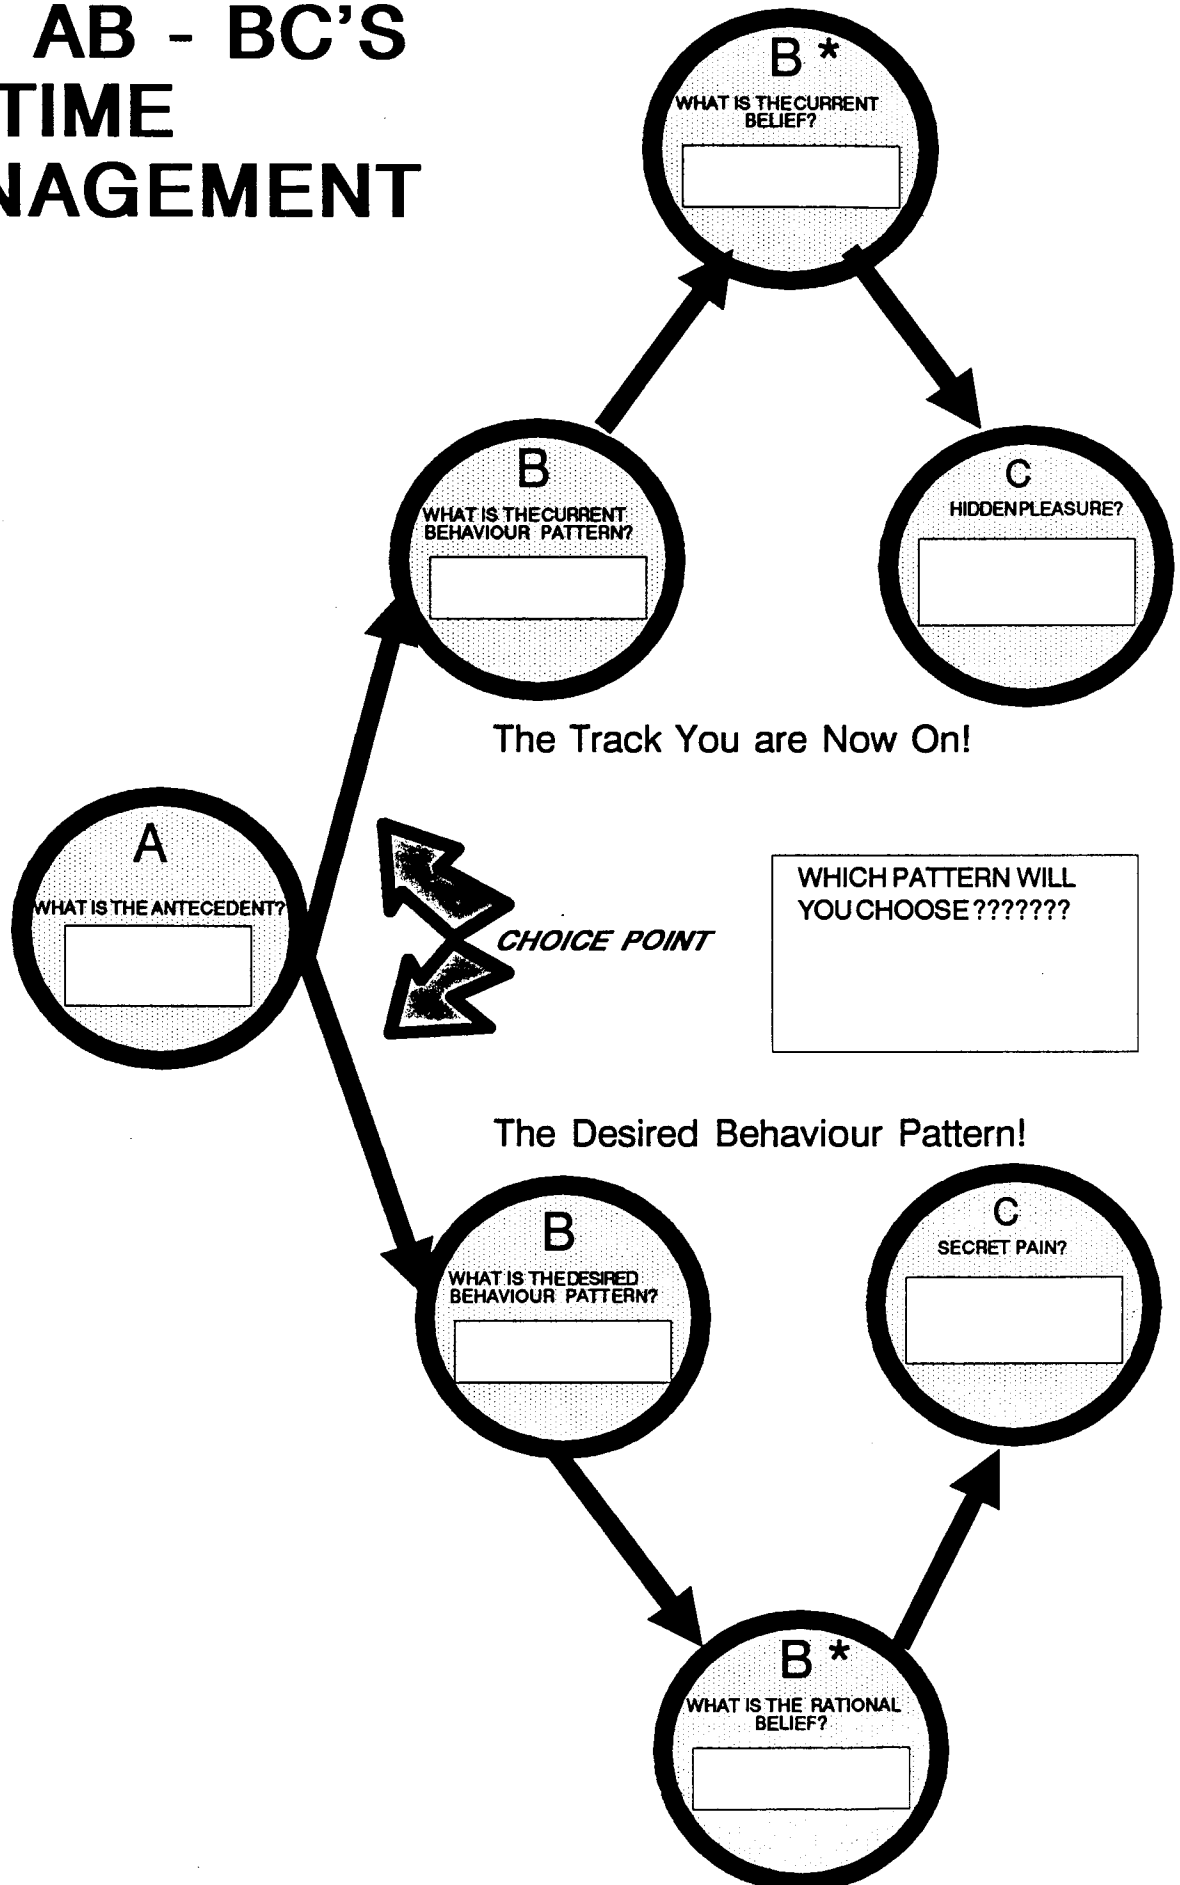 AB - BC'S
TIME
NAGEMENT
B *
WHAT IS THE CURRENT
BELIEF?
B
WHAT IS THE CURRENT
BEHAVIOUR PATTERN?
C
HIDDEN PLEASURE?
The Track You are Now On!
A
WHAT IS THE ANTECEDENT?
CHOICE POINT
WHICH PATTERN WILL
YOU CHOOSE ???????
The Desired Behaviour Pattern!
B
WHAT IS THE DESIRED
BEHAVIOUR PATTERN?
C
SECRET PAIN?
B *
WHAT IS THE RATIONAL
BELIEF?